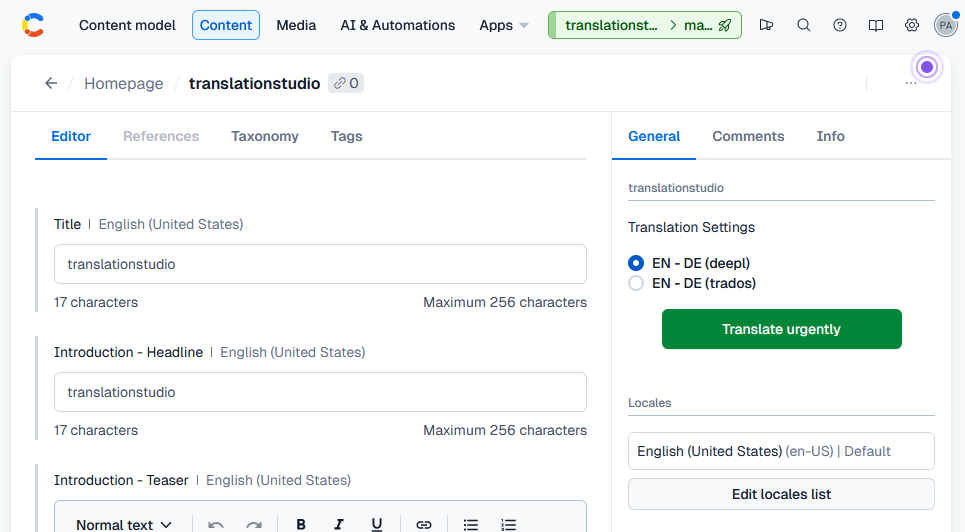 Content model Content Media AI & Automations Apps translationst... > ma... PA
Homepage / translationstudio 0 ...
Editor References Taxonomy Tags
General Comments Info
Title | English (United States)
translationstudio
17 characters Maximum 256 characters
Introduction - Headline | English (United States)
translationstudio
17 characters Maximum 256 characters
Introduction - Teaser | English (United States)
Normal text B I U
translationstudio
Translation Settings
EN - DE (deepl)
EN - DE (trados)
Translate urgently
Locales
English (United States) (en-US) | Default
Edit locales list